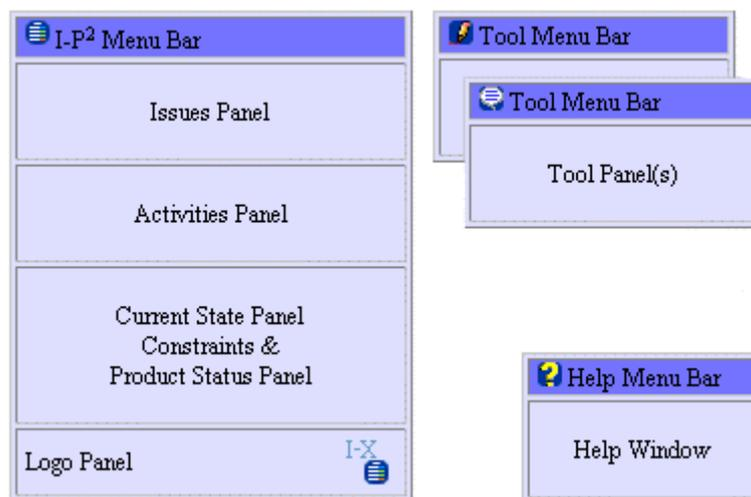 I-P² Menu Bar
Issues Panel
Activities Panel
Current State Panel
Constraints &
Product Status Panel
Logo Panel
I-X
Tool Menu Bar
Tool Menu Bar
Tool Panel(s)
Help Menu Bar
Help Window